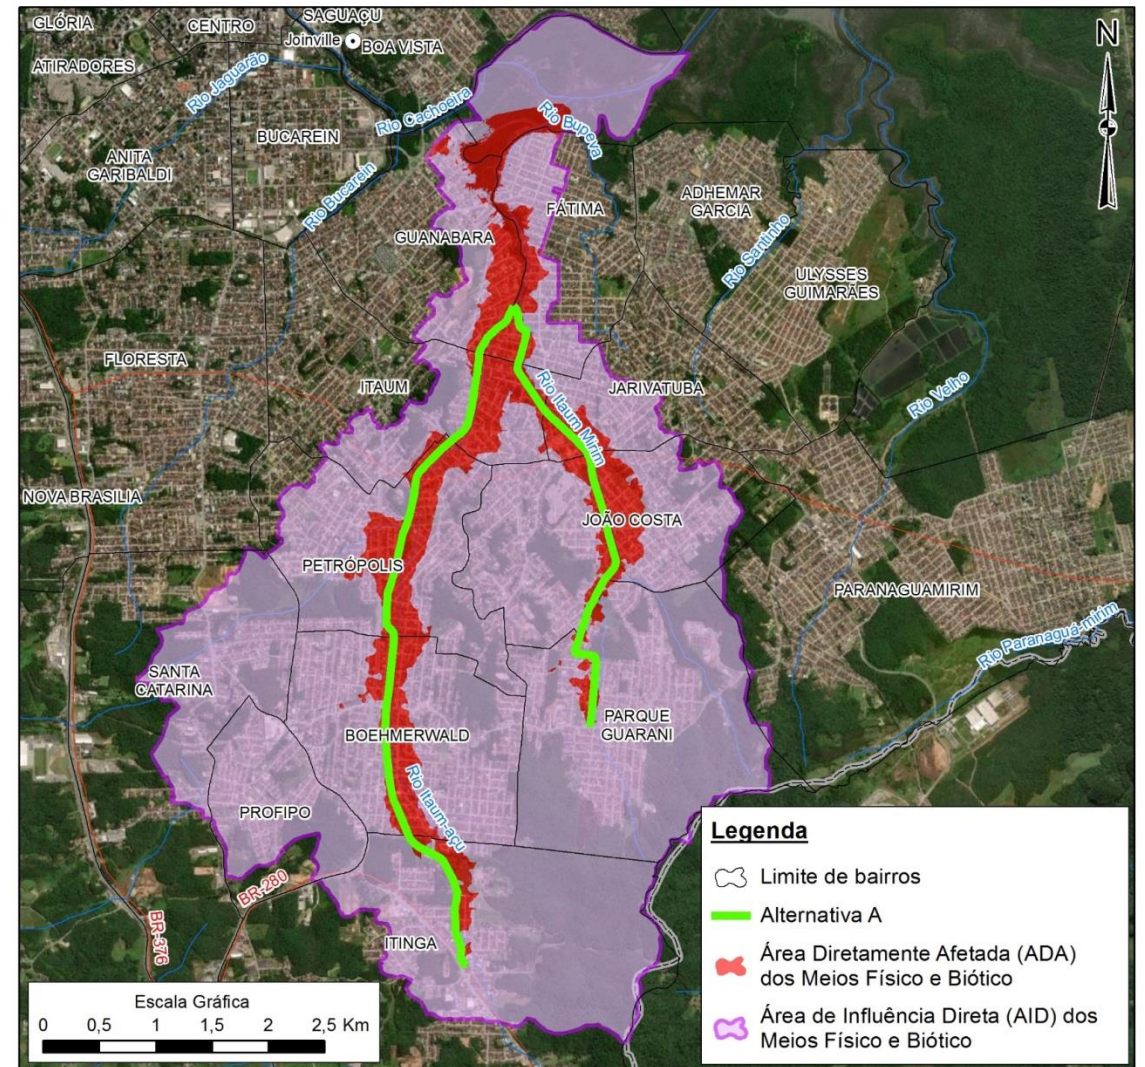 GLÓRIA
CENTRO
SAGUAÇU
Joinville
BOA VISTA
ATIRADORES
Rio Jaguarão
Rio Cachoeira
Rio Bupeva
BUCAREIN
ANITA
GARIBALDI
Rio Bucarein
N
ADHEMAR
GARCIA
FÁTIMA
GUANABARA
Rio Santinho
ULYSSES
GUIMARÃES
FLORESTA
ITAUM
JARIVATUBA
Rio Itaum Mirim
Rio Velho
NOVA BRASILIA
JOÃO COSTA
PETRÓPOLIS
PARANAGUAMIRIM
Rio Paranaguá-mirim
SANTA
CATARINA
PARQUE
GUARANI
BOEHMERWALD
Rio Itaum-açu
PROFIPO
BR-280
BR-376
ITINGA
Escala Gráfica
0 0,5 1 1,5 2 2,5 Km
Legenda
Limite de bairros
Alternativa A
Área Diretamente Afetada (ADA)
dos Meios Físico e Biótico
Área de Influência Direta (AID) dos
Meios Físico e Biótico